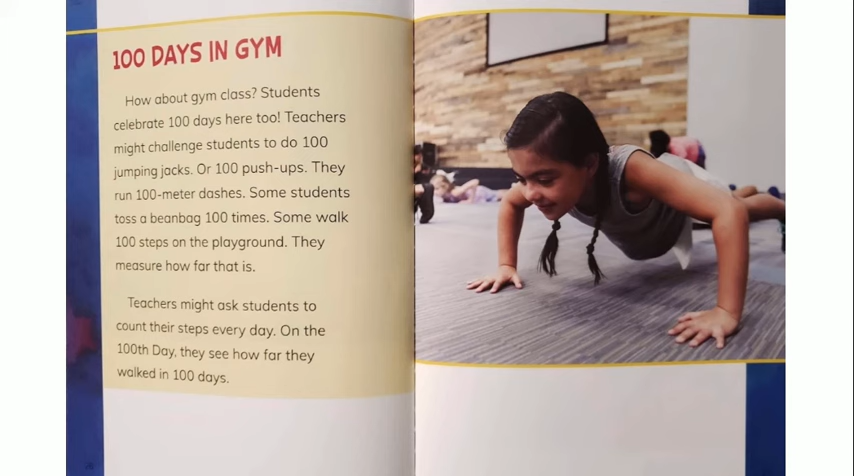 100 DAYS IN GYM
How about gym class? Students
celebrate 100 days here too! Teachers
might challenge students to do 100
jumping jacks. Or 100 push-ups. They
run 100-meter dashes. Some students
toss a beanbag 100 times. Some walk
100 steps on the playground. They
measure how far that is.
Teachers might ask students to
count their steps every day. On the
100th Day, they see how far they
walked in 100 days.